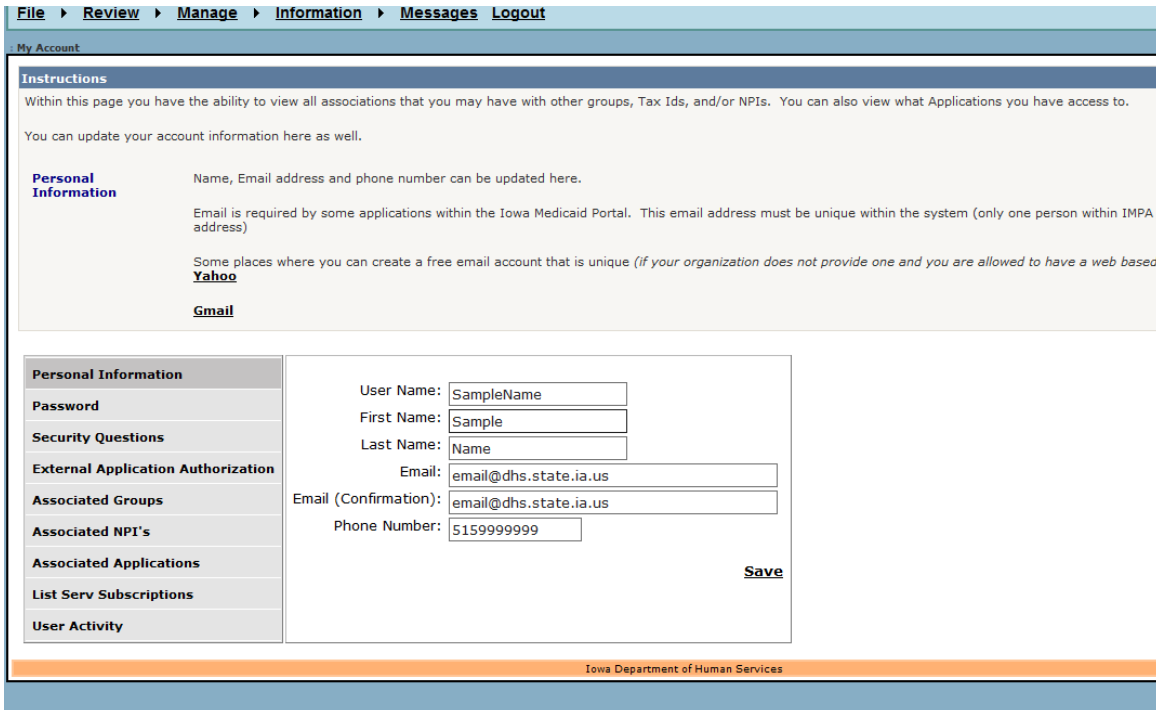 File Review Manage Information Messages Logout
: My Account
Instructions
Within this page you have the ability to view all associations that you may have with other groups, Tax Ids, and/or NPIs. You can also view what Applications you have access to.
You can update your account information here as well.
Personal
Information
Name, Email address and phone number can be updated here.
Email is required by some applications within the Iowa Medicaid Portal. This email address must be unique within the system (only one person within IMPA
address)
Some places where you can create a free email account that is unique (if your organization does not provide one and you are allowed to have a web based
Yahoo
Gmail
Personal Information
Password
Security Questions
External Application Authorization
Associated Groups
Associated NPI's
Associated Applications
List Serv Subscriptions
User Activity
User Name: SampleName
First Name: Sample
Last Name: Name
Email: email@dhs.state.ia.us
Email (Confirmation): email@dhs.state.ia.us
Phone Number: 5159999999
Save
Iowa Department of Human Services